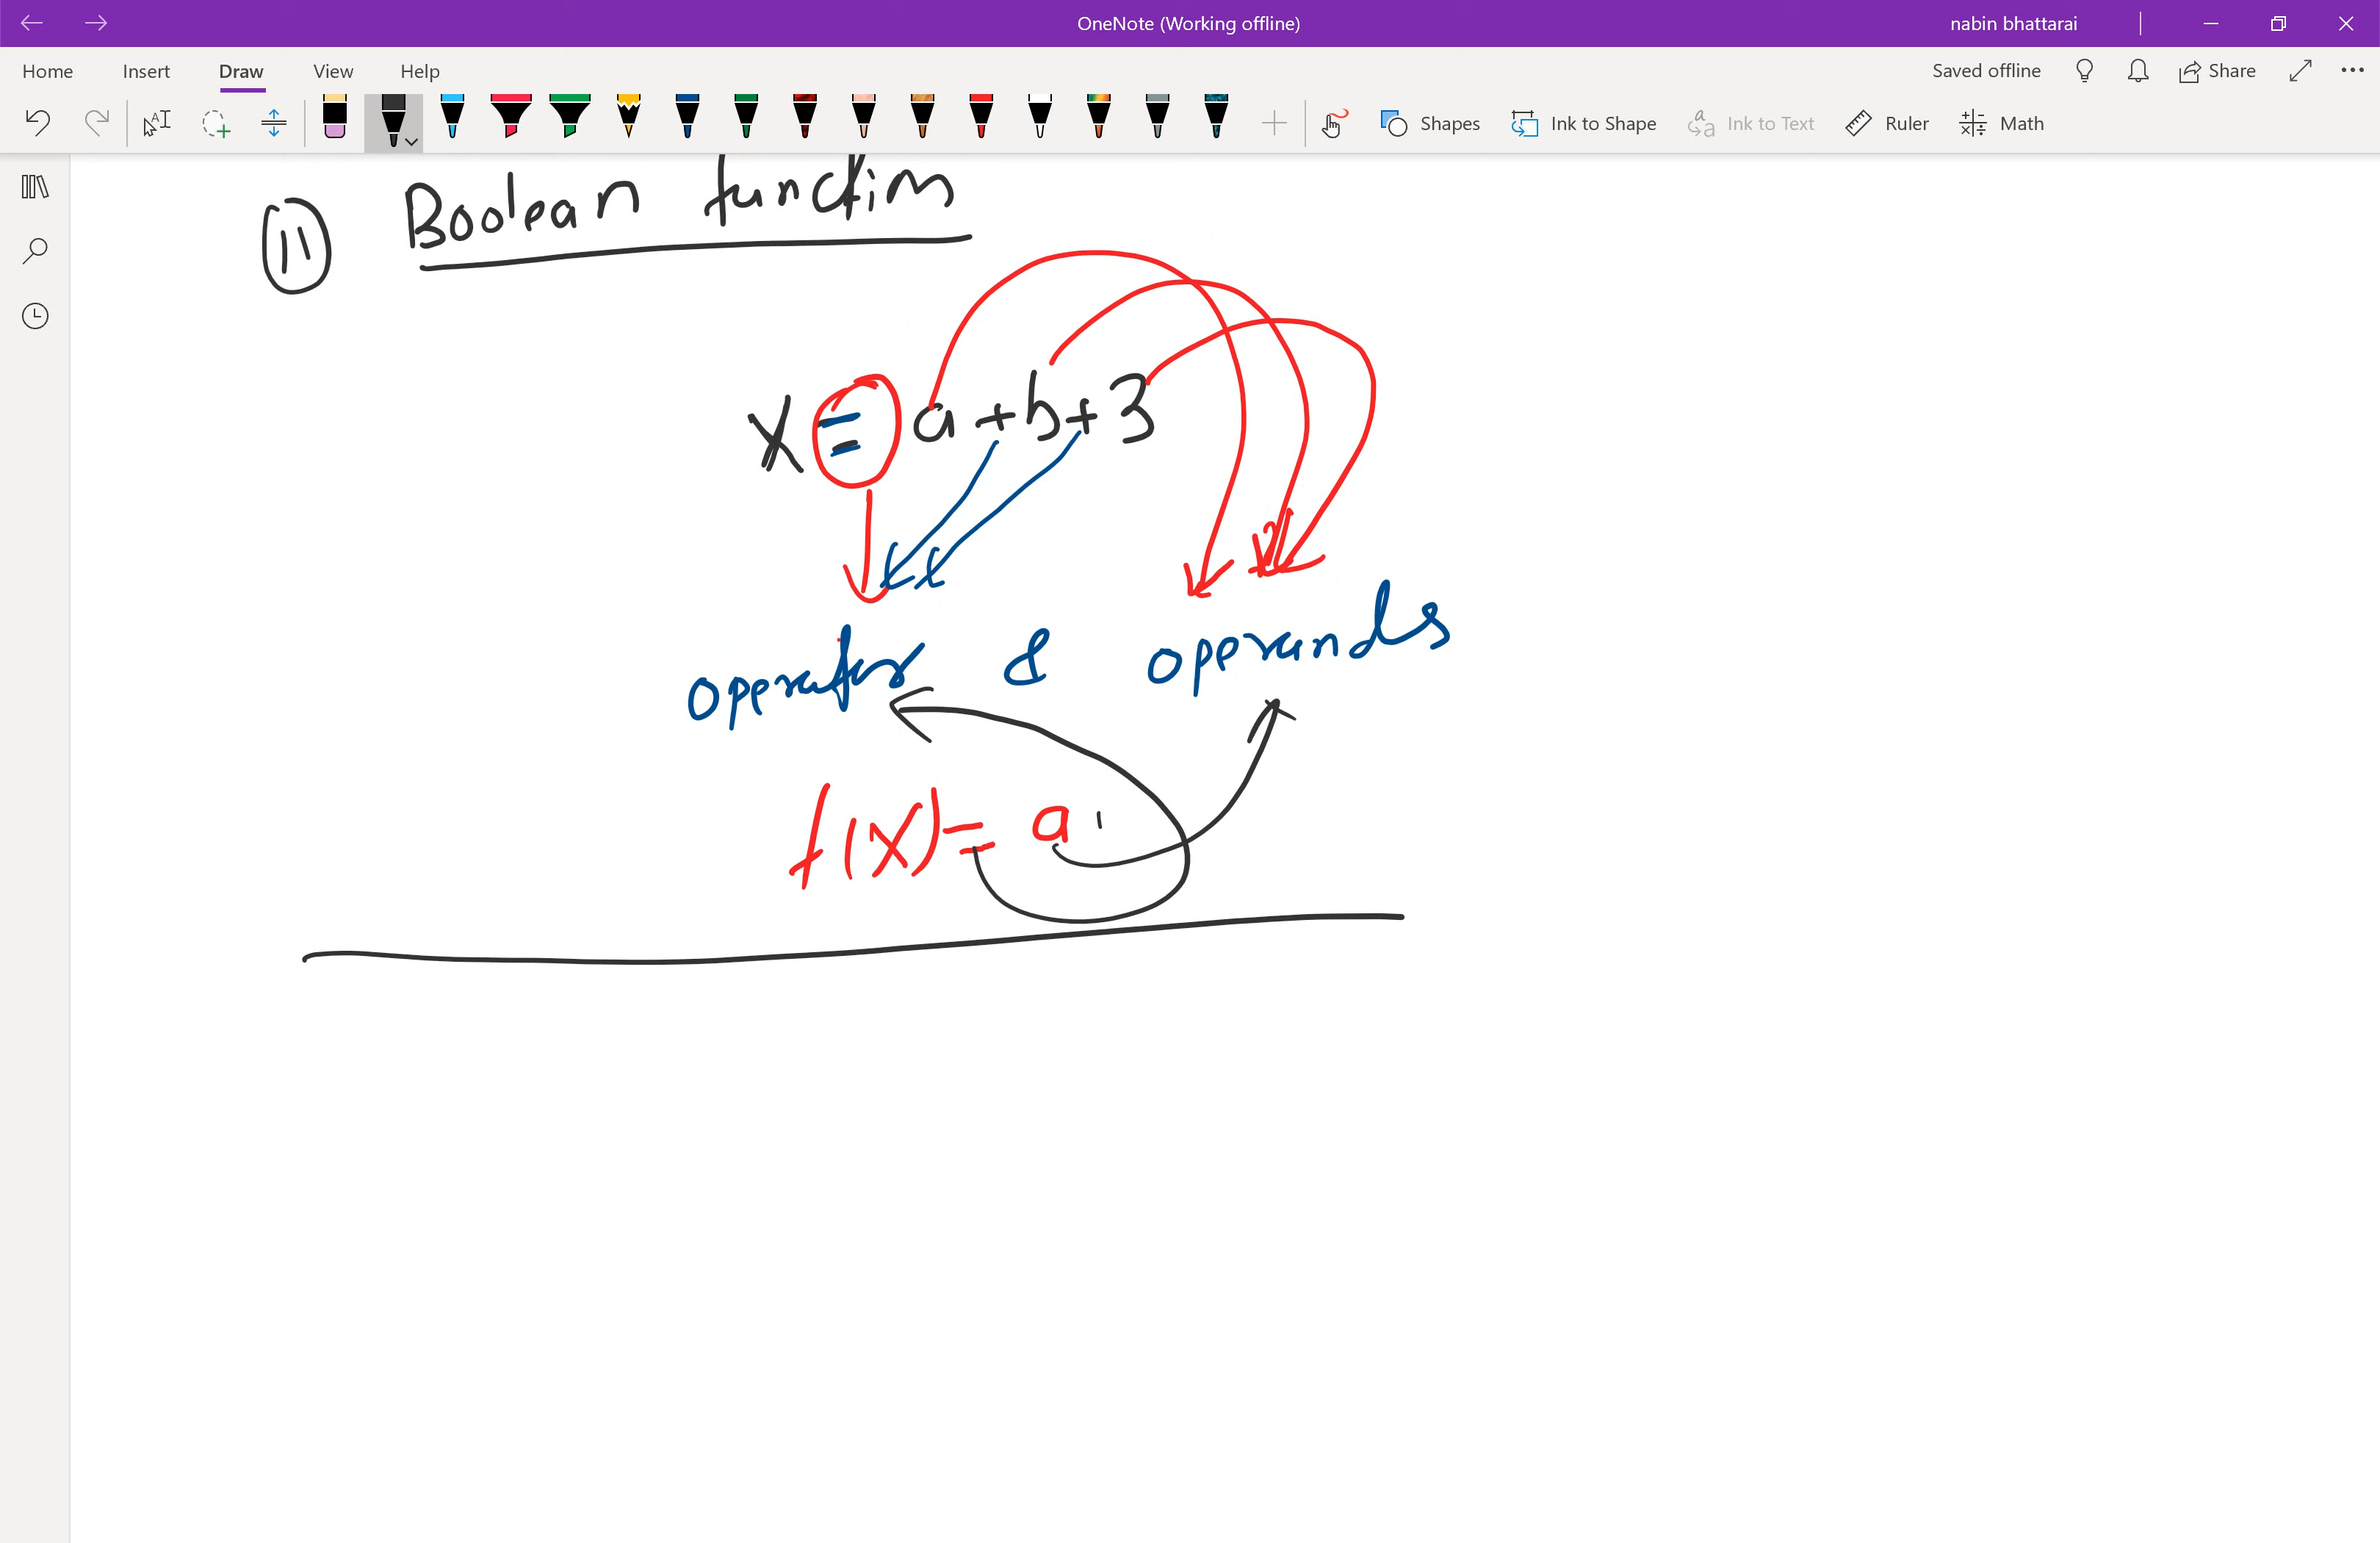 OneNote (Working offline)
nabin bhattarai
Home Insert Draw View Help
Saved offline Share
Shapes Ink to Shape Ink to Text Ruler Math
11 Boolean function
X = a + b + 3
operator & operands
f(x) = a'